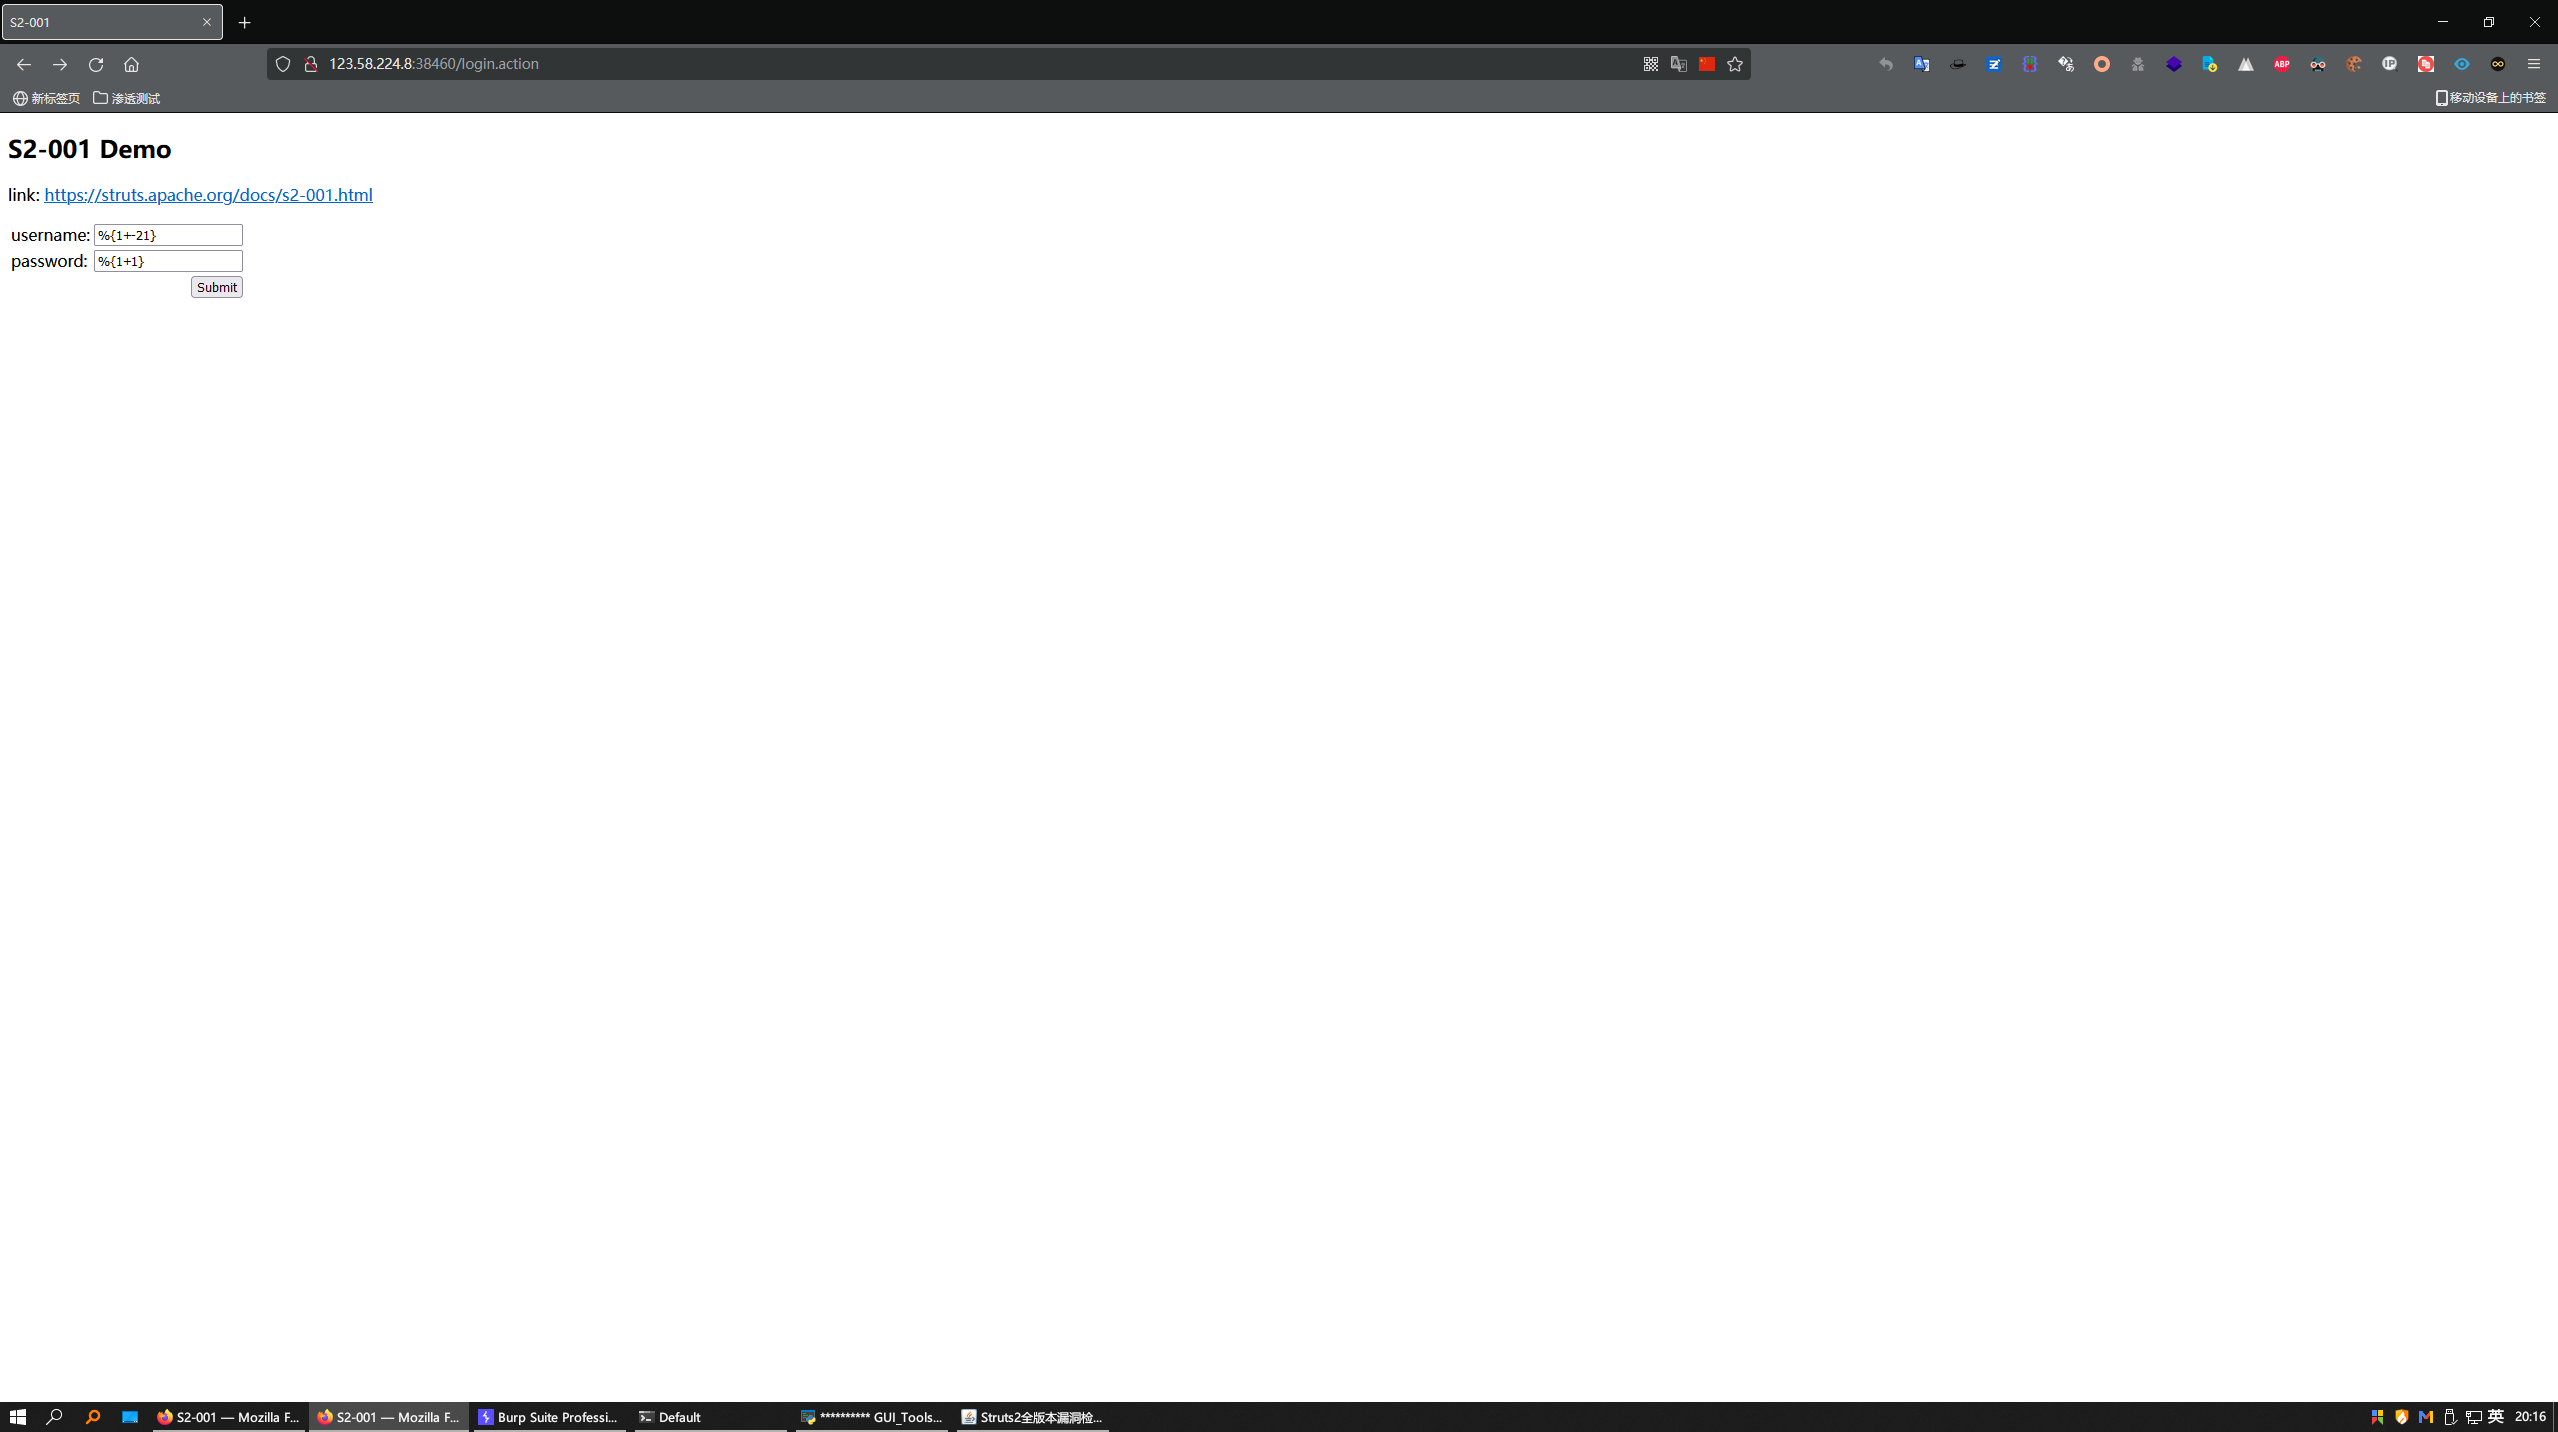 S2-001
123.58.224.8:38460/login.action
ABP
IP
新标签页
渗透测试
移动设备上的书签
S2-001 Demo
link: https://struts.apache.org/docs/s2-001.html
username: %{1+-21}
password: %{1+1}
Submit
S2-001 — Mozilla F...
S2-001 — Mozilla F...
Burp Suite Professi...
Default
********** GUI_Tools...
Struts2全版本漏洞检...
英
20:16